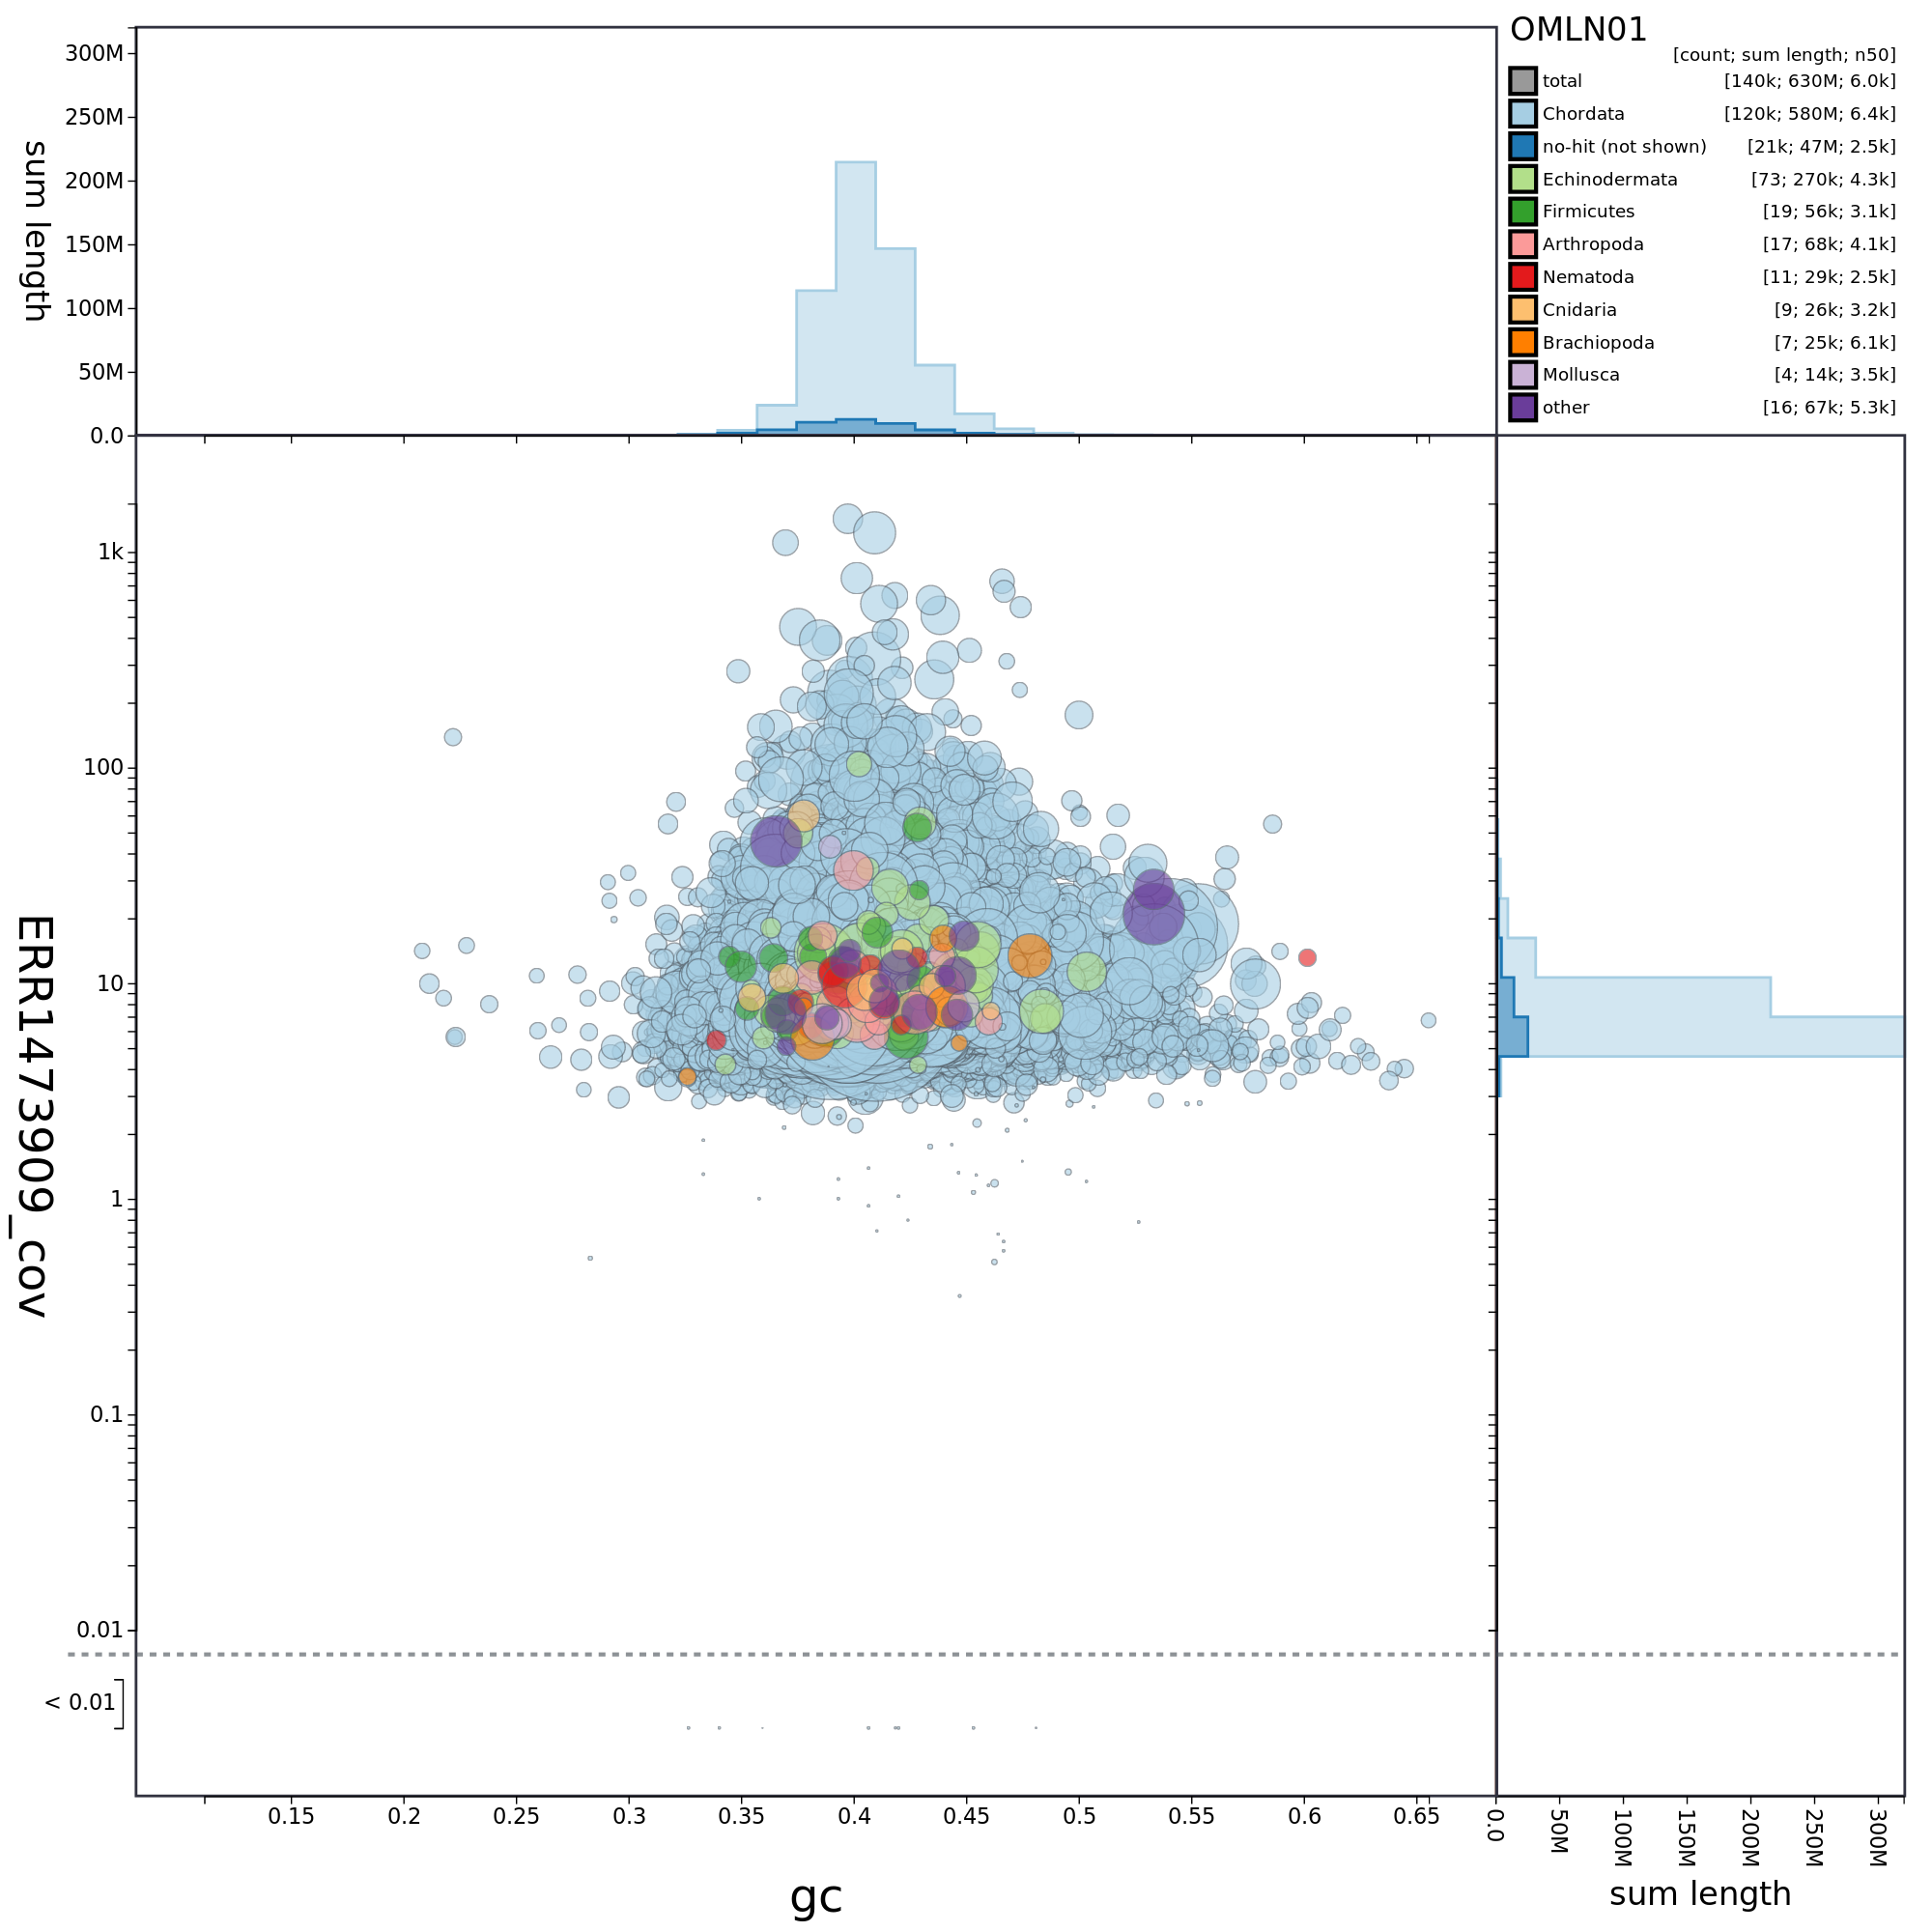 OMLN01
[count; sum length; n50]
total [140k; 630M; 6.0k]
Chordata [120k; 580M; 6.4k]
no-hit (not shown) [21k; 47M; 2.5k]
Echinodermata [73; 270k; 4.3k]
Firmicutes [19; 56k; 3.1k]
Arthropoda [17; 68k; 4.1k]
Nematoda [11; 29k; 2.5k]
Cnidaria [9; 26k; 3.2k]
Brachiopoda [7; 25k; 6.1k]
Mollusca [4; 14k; 3.5k]
other [16; 67k; 5.3k]
sum length
300M
250M
200M
150M
100M
50M
0.0
ERR1473909_cov
1k
100
10
1
0.1
0.01
< 0.01
0.15 0.2 0.25 0.3 0.35 0.4 0.45 0.5 0.55 0.6 0.65
gc
0.0 50M 100M 150M 200M 250M 300M
sum length